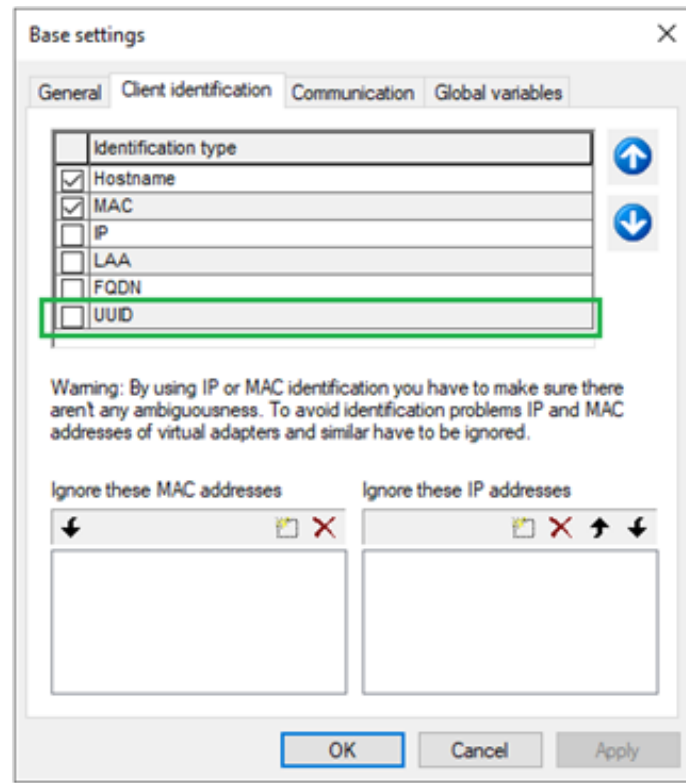 Base settings
General
Client identification
Communication
Global variables
Identification type
Hostname
MAC
IP
LAA
FQDN
UUID
Warning: By using IP or MAC identification you have to make sure there
aren't any ambiguousness. To avoid identification problems IP and MAC
addresses of virtual adapters and similar have to be ignored.
Ignore these MAC addresses
Ignore these IP addresses
OK
Cancel
Apply